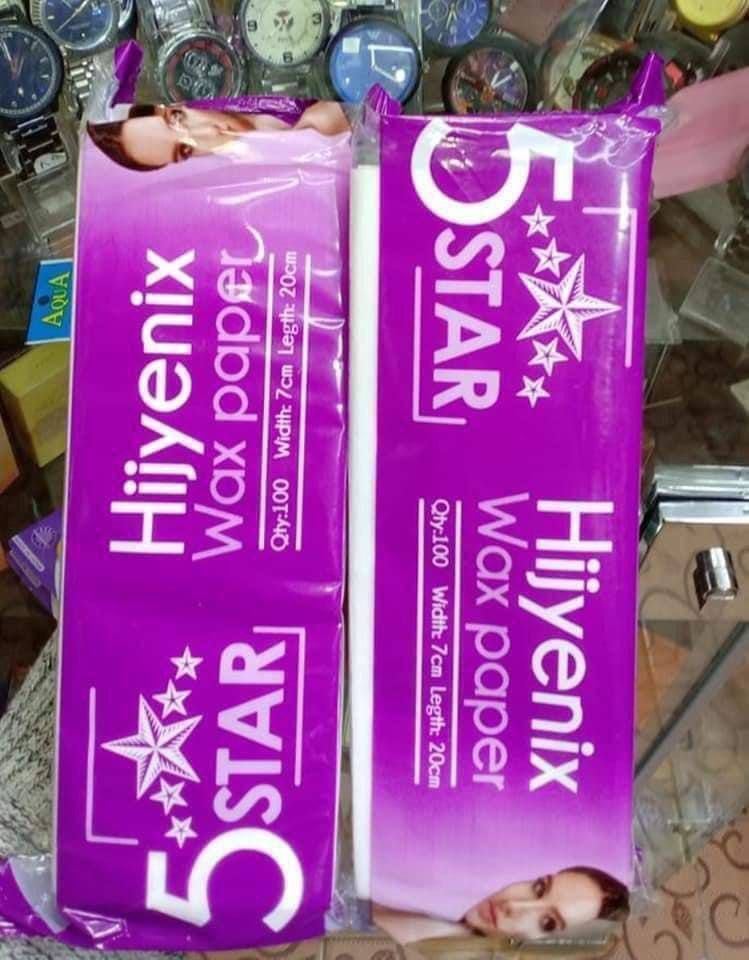 Hijyenix
Wax paper
Qty:100 Width: 7cm Legth: 20cm
5 STAR
5 STAR
Hijyenix
Wax paper
Qty:100 Width: 7cm Legth: 20cm
AQUA